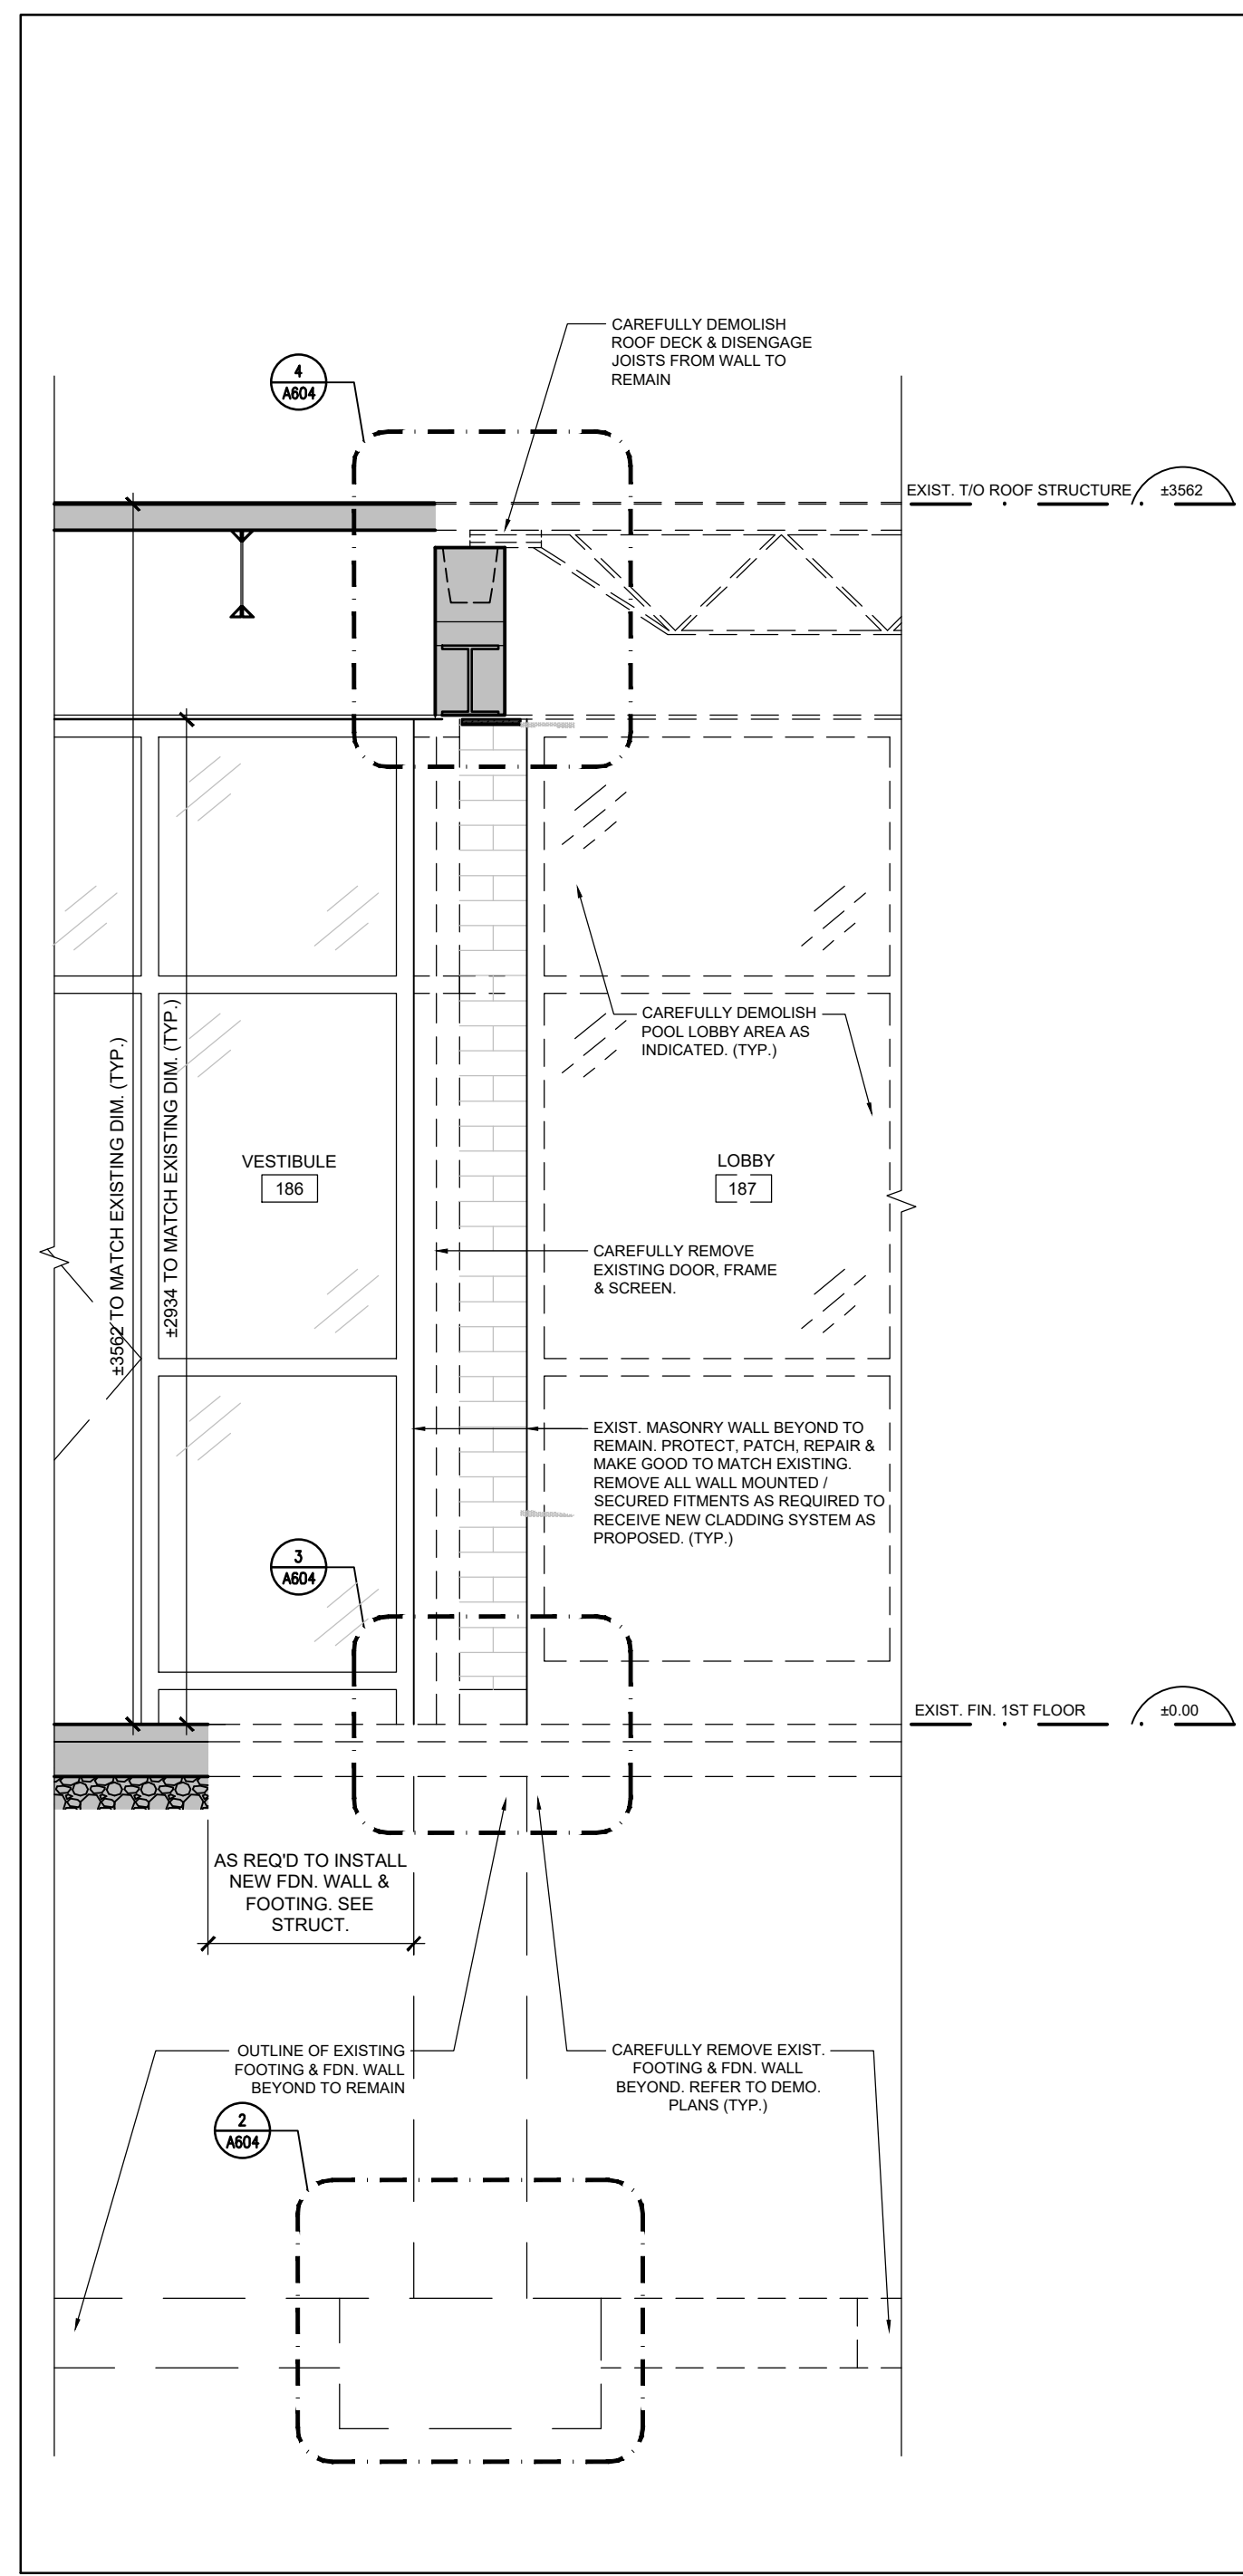 CAREFULLY DEMOLISH
ROOF DECK & DISENGAGE
JOISTS FROM WALL TO
REMAIN
4
A604
EXIST. T/O ROOF STRUCTURE
±3562
±3562 TO MATCH EXISTING DIM. (TYP.)
±2934 TO MATCH EXISTING DIM. (TYP.)
CAREFULLY DEMOLISH
POOL LOBBY AREA AS
INDICATED. (TYP.)
VESTIBULE
186
LOBBY
187
CAREFULLY REMOVE
EXISTING DOOR, FRAME
& SCREEN.
EXIST. MASONRY WALL BEYOND TO
REMAIN. PROTECT, PATCH, REPAIR &
MAKE GOOD TO MATCH EXISTING.
REMOVE ALL WALL MOUNTED /
SECURED FITMENTS AS REQUIRED TO
RECEIVE NEW CLADDING SYSTEM AS
PROPOSED. (TYP.)
3
A604
EXIST. FIN. 1ST FLOOR
±0.00
AS REQ'D TO INSTALL
NEW FDN. WALL &
FOOTING. SEE
STRUCT.
OUTLINE OF EXISTING
FOOTING & FDN. WALL
BEYOND TO REMAIN
CAREFULLY REMOVE EXIST.
FOOTING & FDN. WALL
BEYOND. REFER TO DEMO.
PLANS (TYP.)
2
A604